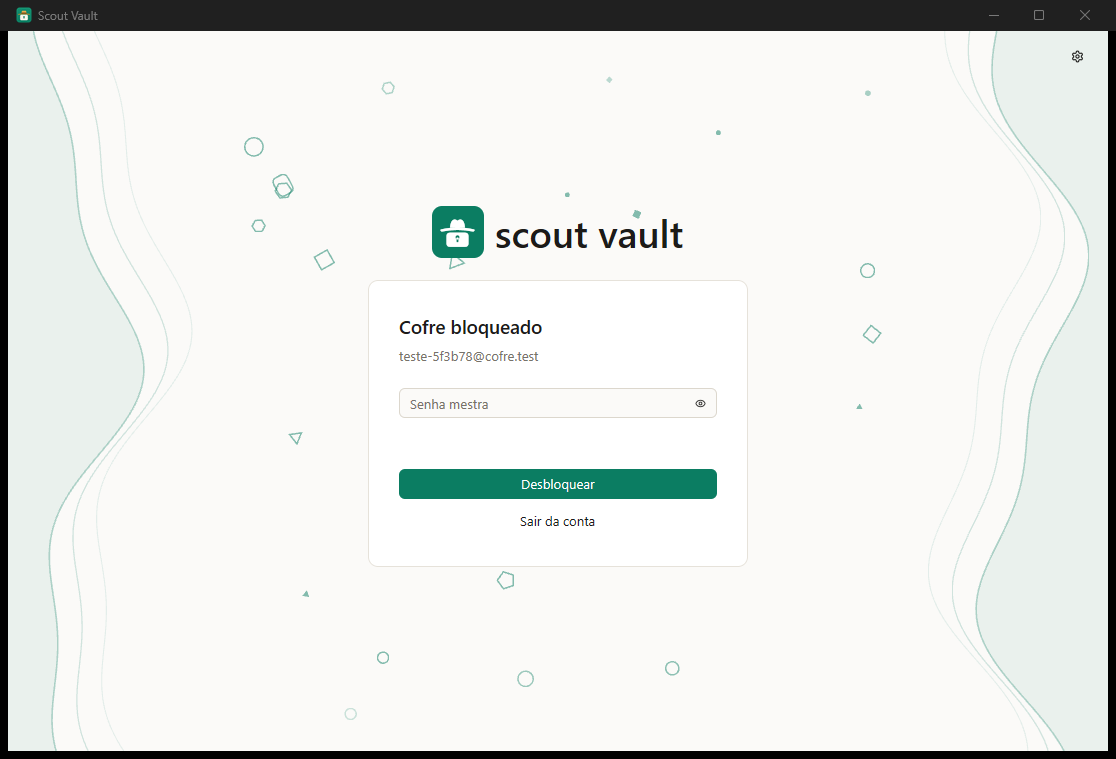 Scout Vault
scout vault
Cofre bloqueado
teste-5f3b78@cofre.test
Senha mestra
Desbloquear
Sair da conta